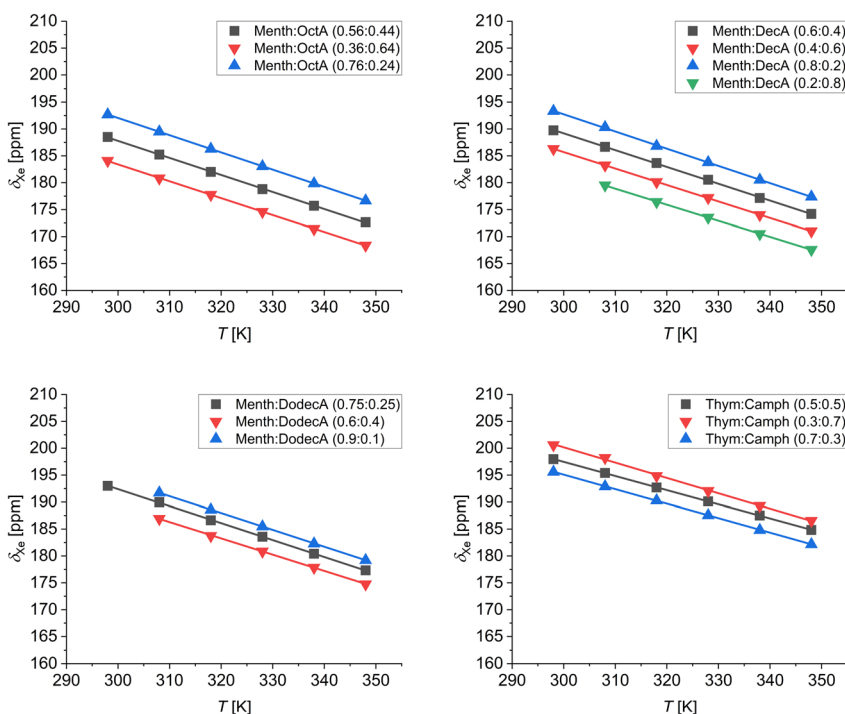 Menth:OctA (0.56:0.44)
Menth:OctA (0.36:0.64)
Menth:OctA (0.76:0.24)
210
205
200
195
190
185
180
175
170
165
160
δXe [ppm]
290 300 310 320 330 340 350
T [K]
Menth:DecA (0.6:0.4)
Menth:DecA (0.4:0.6)
Menth:DecA (0.8:0.2)
Menth:DecA (0.2:0.8)
210
205
200
195
190
185
180
175
170
165
160
δXe [ppm]
290 300 310 320 330 340 350
T [K]
Menth:DodecA (0.75:0.25)
Menth:DodecA (0.6:0.4)
Menth:DodecA (0.9:0.1)
210
205
200
195
190
185
180
175
170
165
160
δXe [ppm]
290 300 310 320 330 340 350
T [K]
Thym:Camph (0.5:0.5)
Thym:Camph (0.3:0.7)
Thym:Camph (0.7:0.3)
210
205
200
195
190
185
180
175
170
165
160
δXe [ppm]
290 300 310 320 330 340 350
T [K]